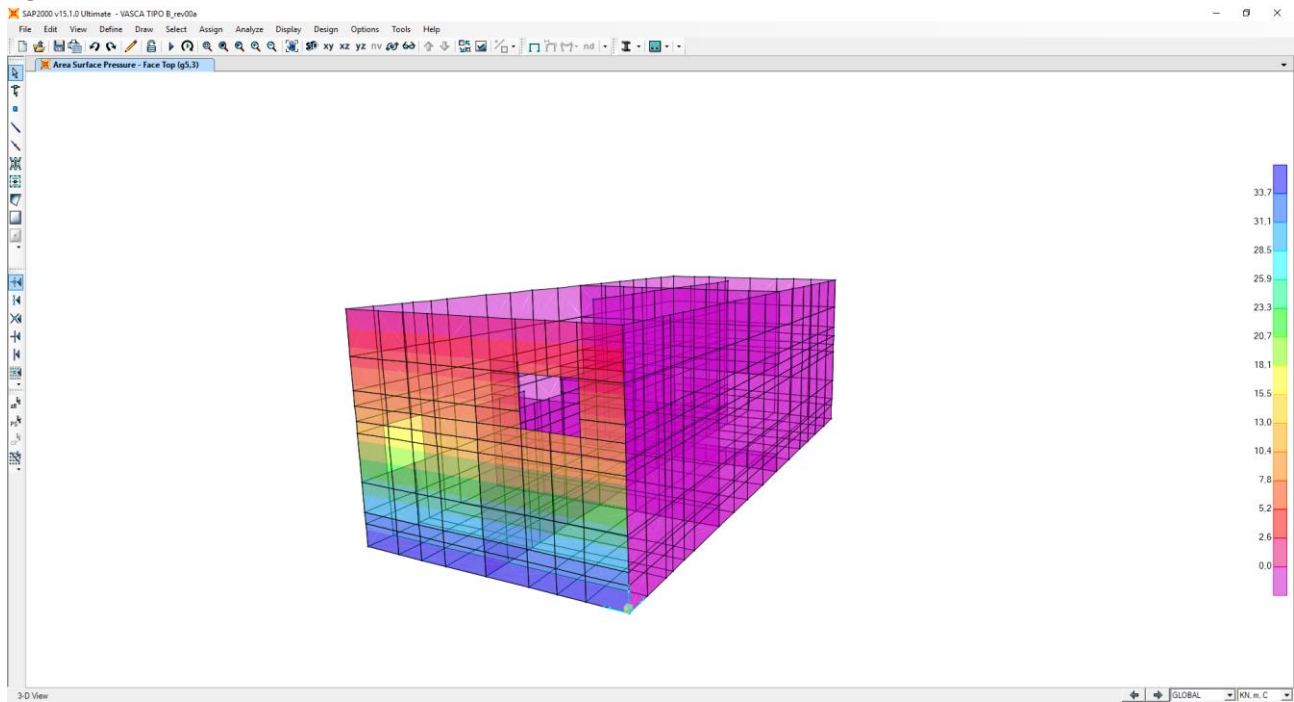 SAP2000 v15.1.0 Ultimate - VASCA TIPO B_rev00a
File Edit View Define Draw Select Assign Analyze Display Design Options Tools Help
xy xz yz nv nd
Area Surface Pressure - Face Top (g5,3)
33,7
31,1
28,5
25,9
23,3
20,7
18,1
15,5
13,0
10,4
7,8
5,2
2,6
0,0
3-D View
GLOBAL
KN, m, C